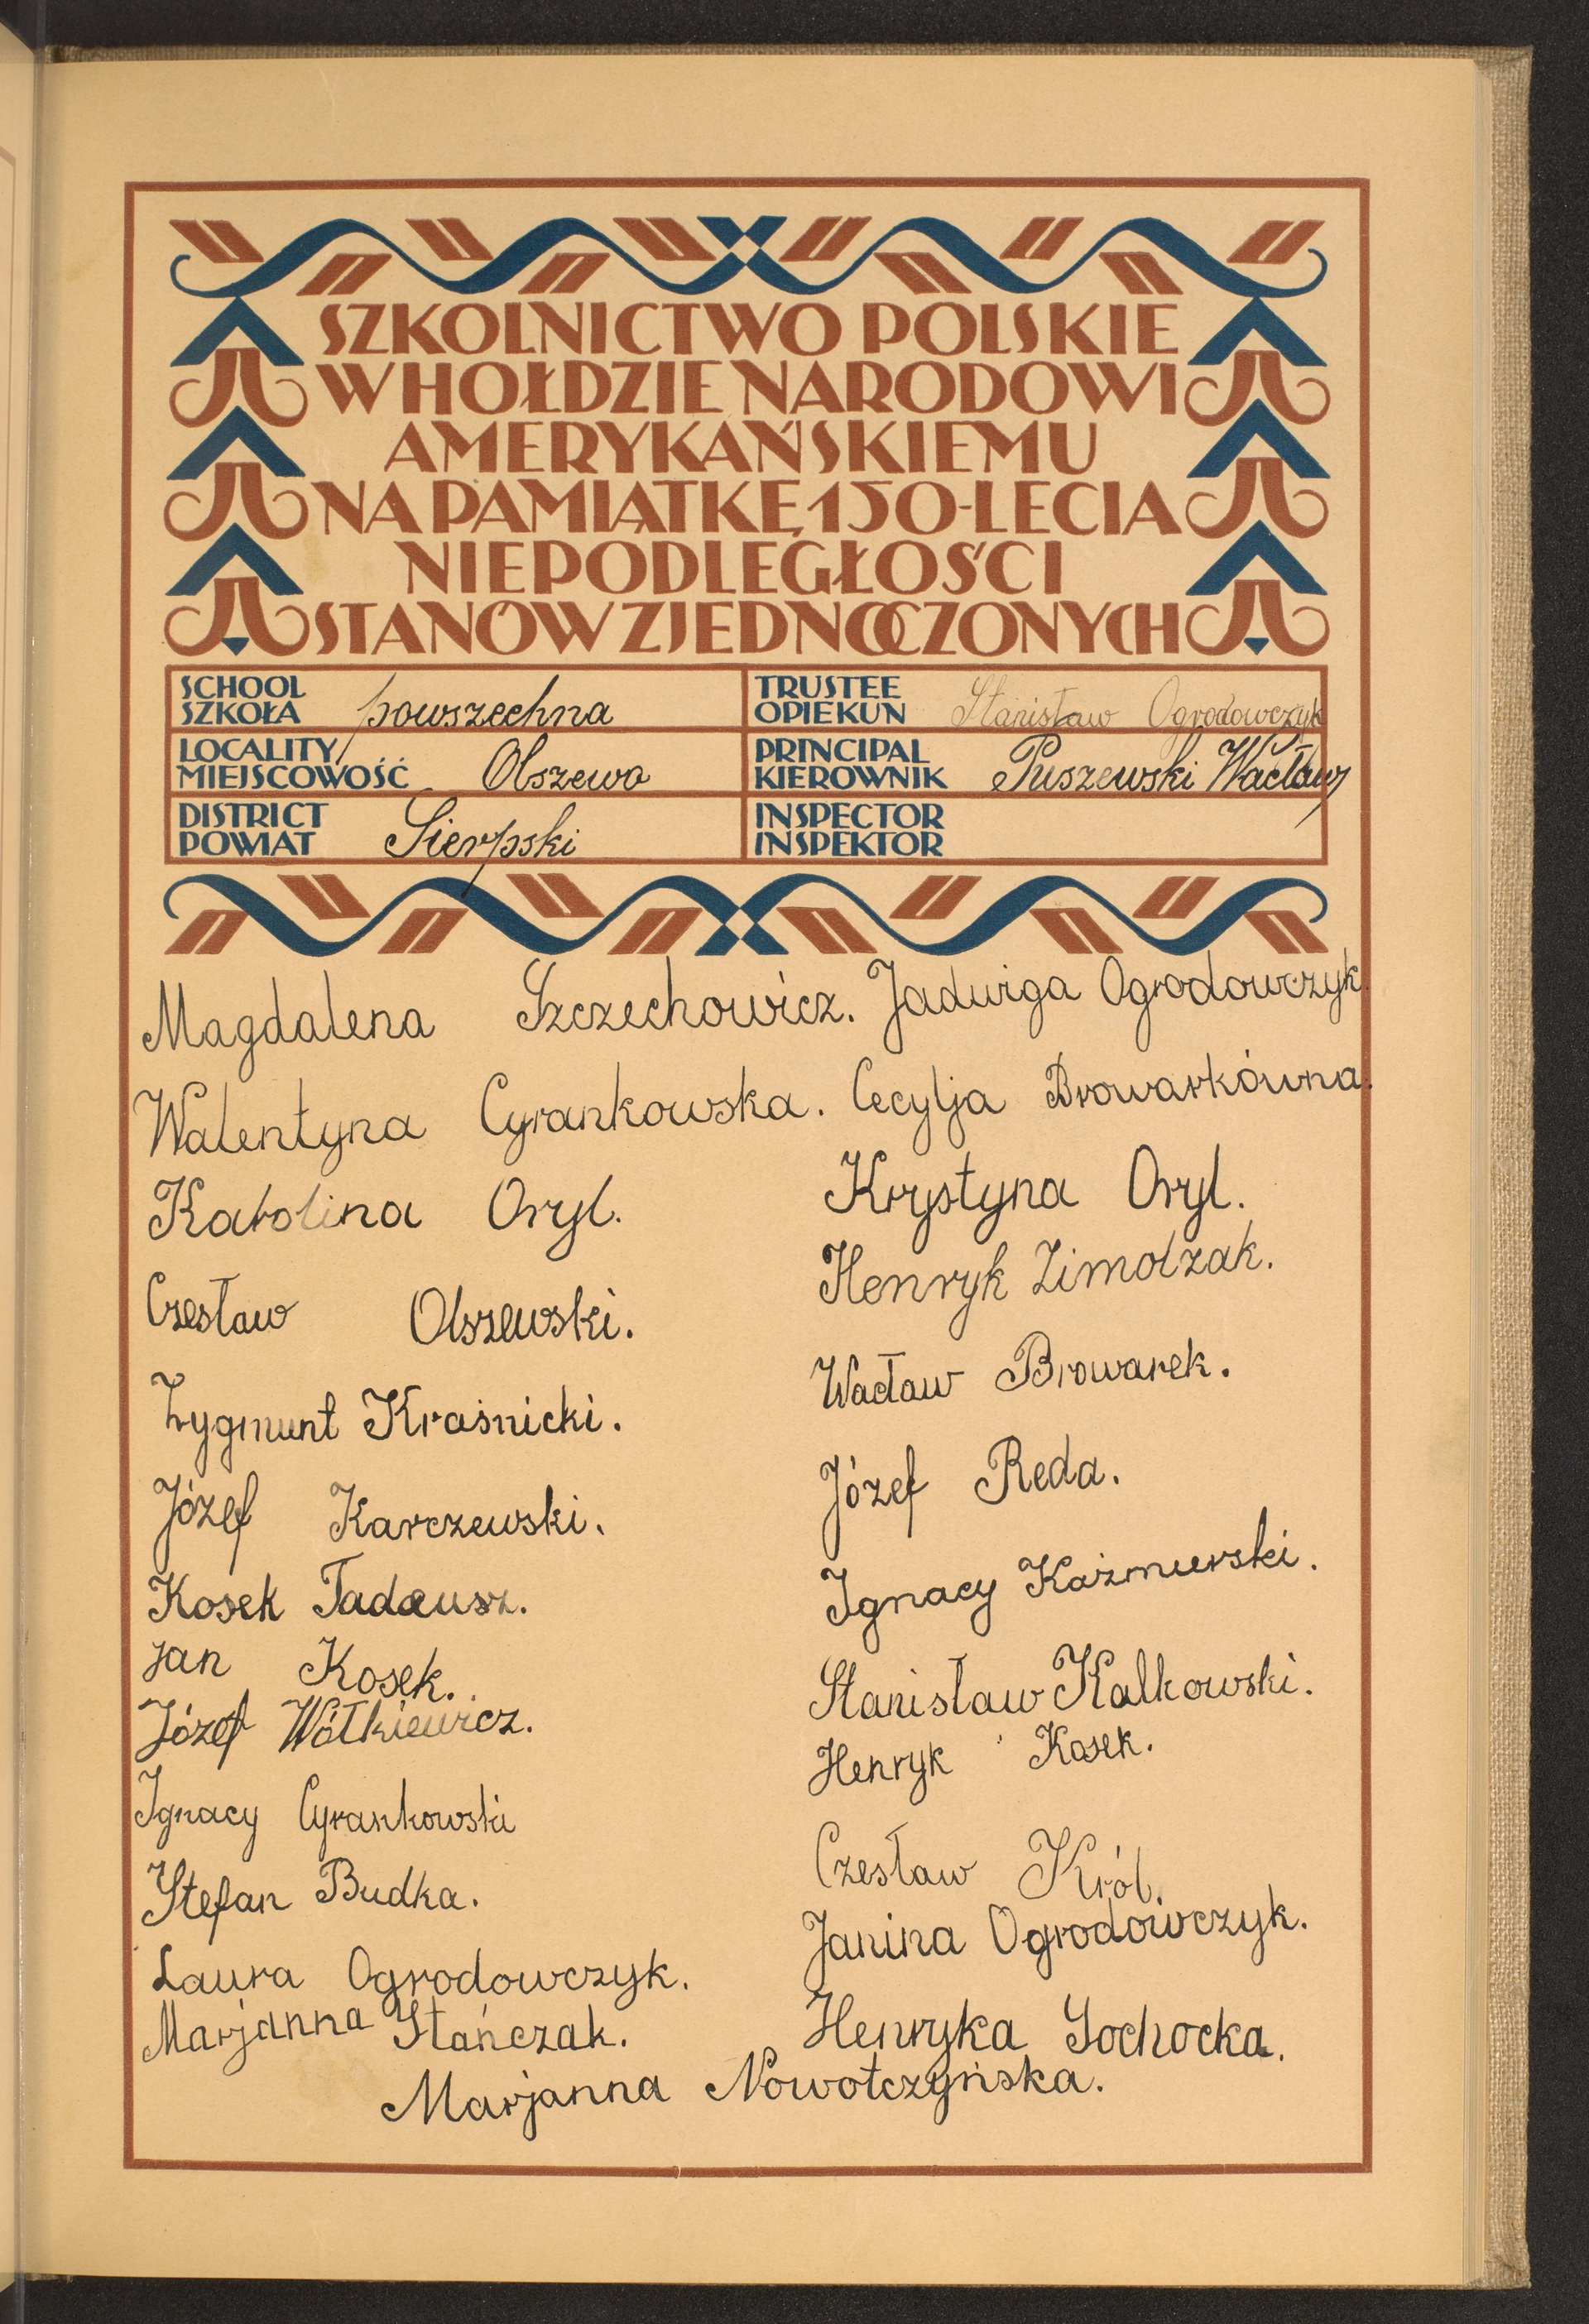 SZKOLNICTWO POLSKIE
W HOŁDZIE NARODOWI
AMERYKAŃSKIEMU
NA PAMIĄTKĘ 150-LECIA
NIEPODLEGŁOŚCI
STANÓW ZJEDNOCZONYCH
SCHOOL
SZKOŁA powszechna
TRUSTEE
OPIEKUN Stanisław Ogrodowczyk
LOCALITY
MIEJSCOWOŚĆ Olszewo
PRINCIPAL
KIEROWNIK Puszewski Wacław
DISTRICT
POWIAT Sierpski
INSPECTOR
INSPEKTOR
Magdalena Szczechowicz. Jadwiga Ogrodowczyk.
Walentyna Cyrankowska. Cecylja Browarkówna.
Karolina Oryl. Krystyna Oryl.
Czesław Olszewski. Henryk Zimolzak.
Zygmunt Kraśnicki. Wacław Browarek.
Józef Karczewski. Józef Reda.
Kosek Tadeusz. Ignacy Kaźmierski.
Jan Kosek. Stanisław Kalkowski.
Józef Wółkiewicz. Henryk Kosek.
Ignacy Cyrankowski Czesław Król.
Stefan Budka. Janina Ogrodowczyk.
Laura Ogrodowczyk.
Marjanna Stańczak. Henryka Sochocka.
Marjanna Nowotczyńska.